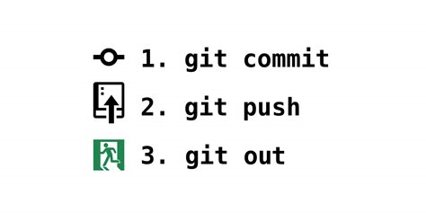 1. git commit
2. git push
3. git out